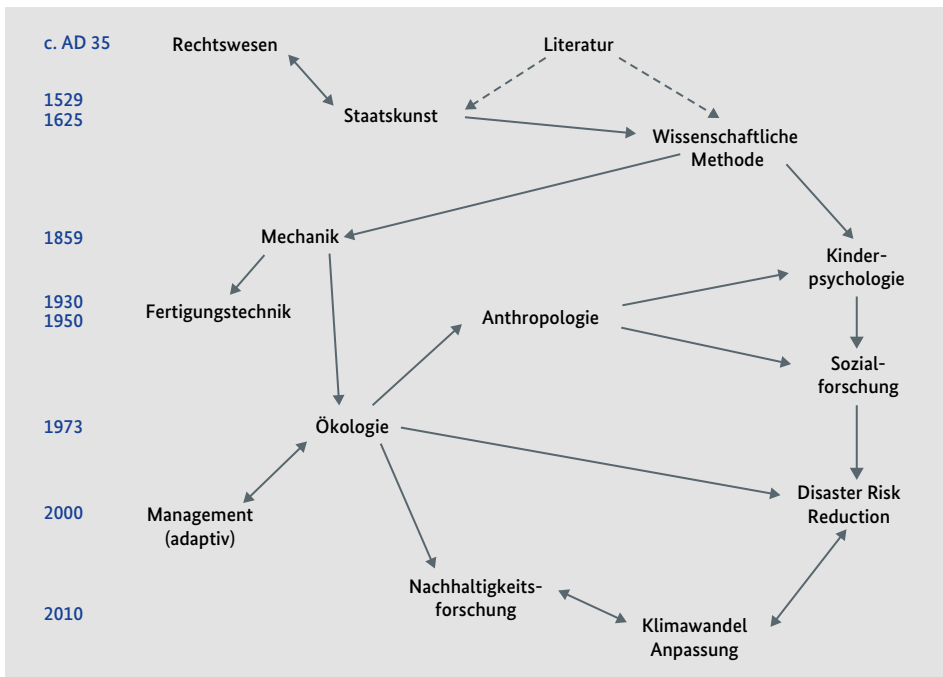 c. AD 35
Rechtswesen
Literatur
1529
1625
Staatskunst
Wissenschaftliche
Methode
1859
Mechanik
Kinder-
psychologie
1930
1950
Fertigungstechnik
Anthropologie
Sozial-
forschung
1973
Ökologie
2000
Management
(adaptiv)
Disaster Risk
Reduction
2010
Nachhaltigkeits-
forschung
Klimawandel
Anpassung